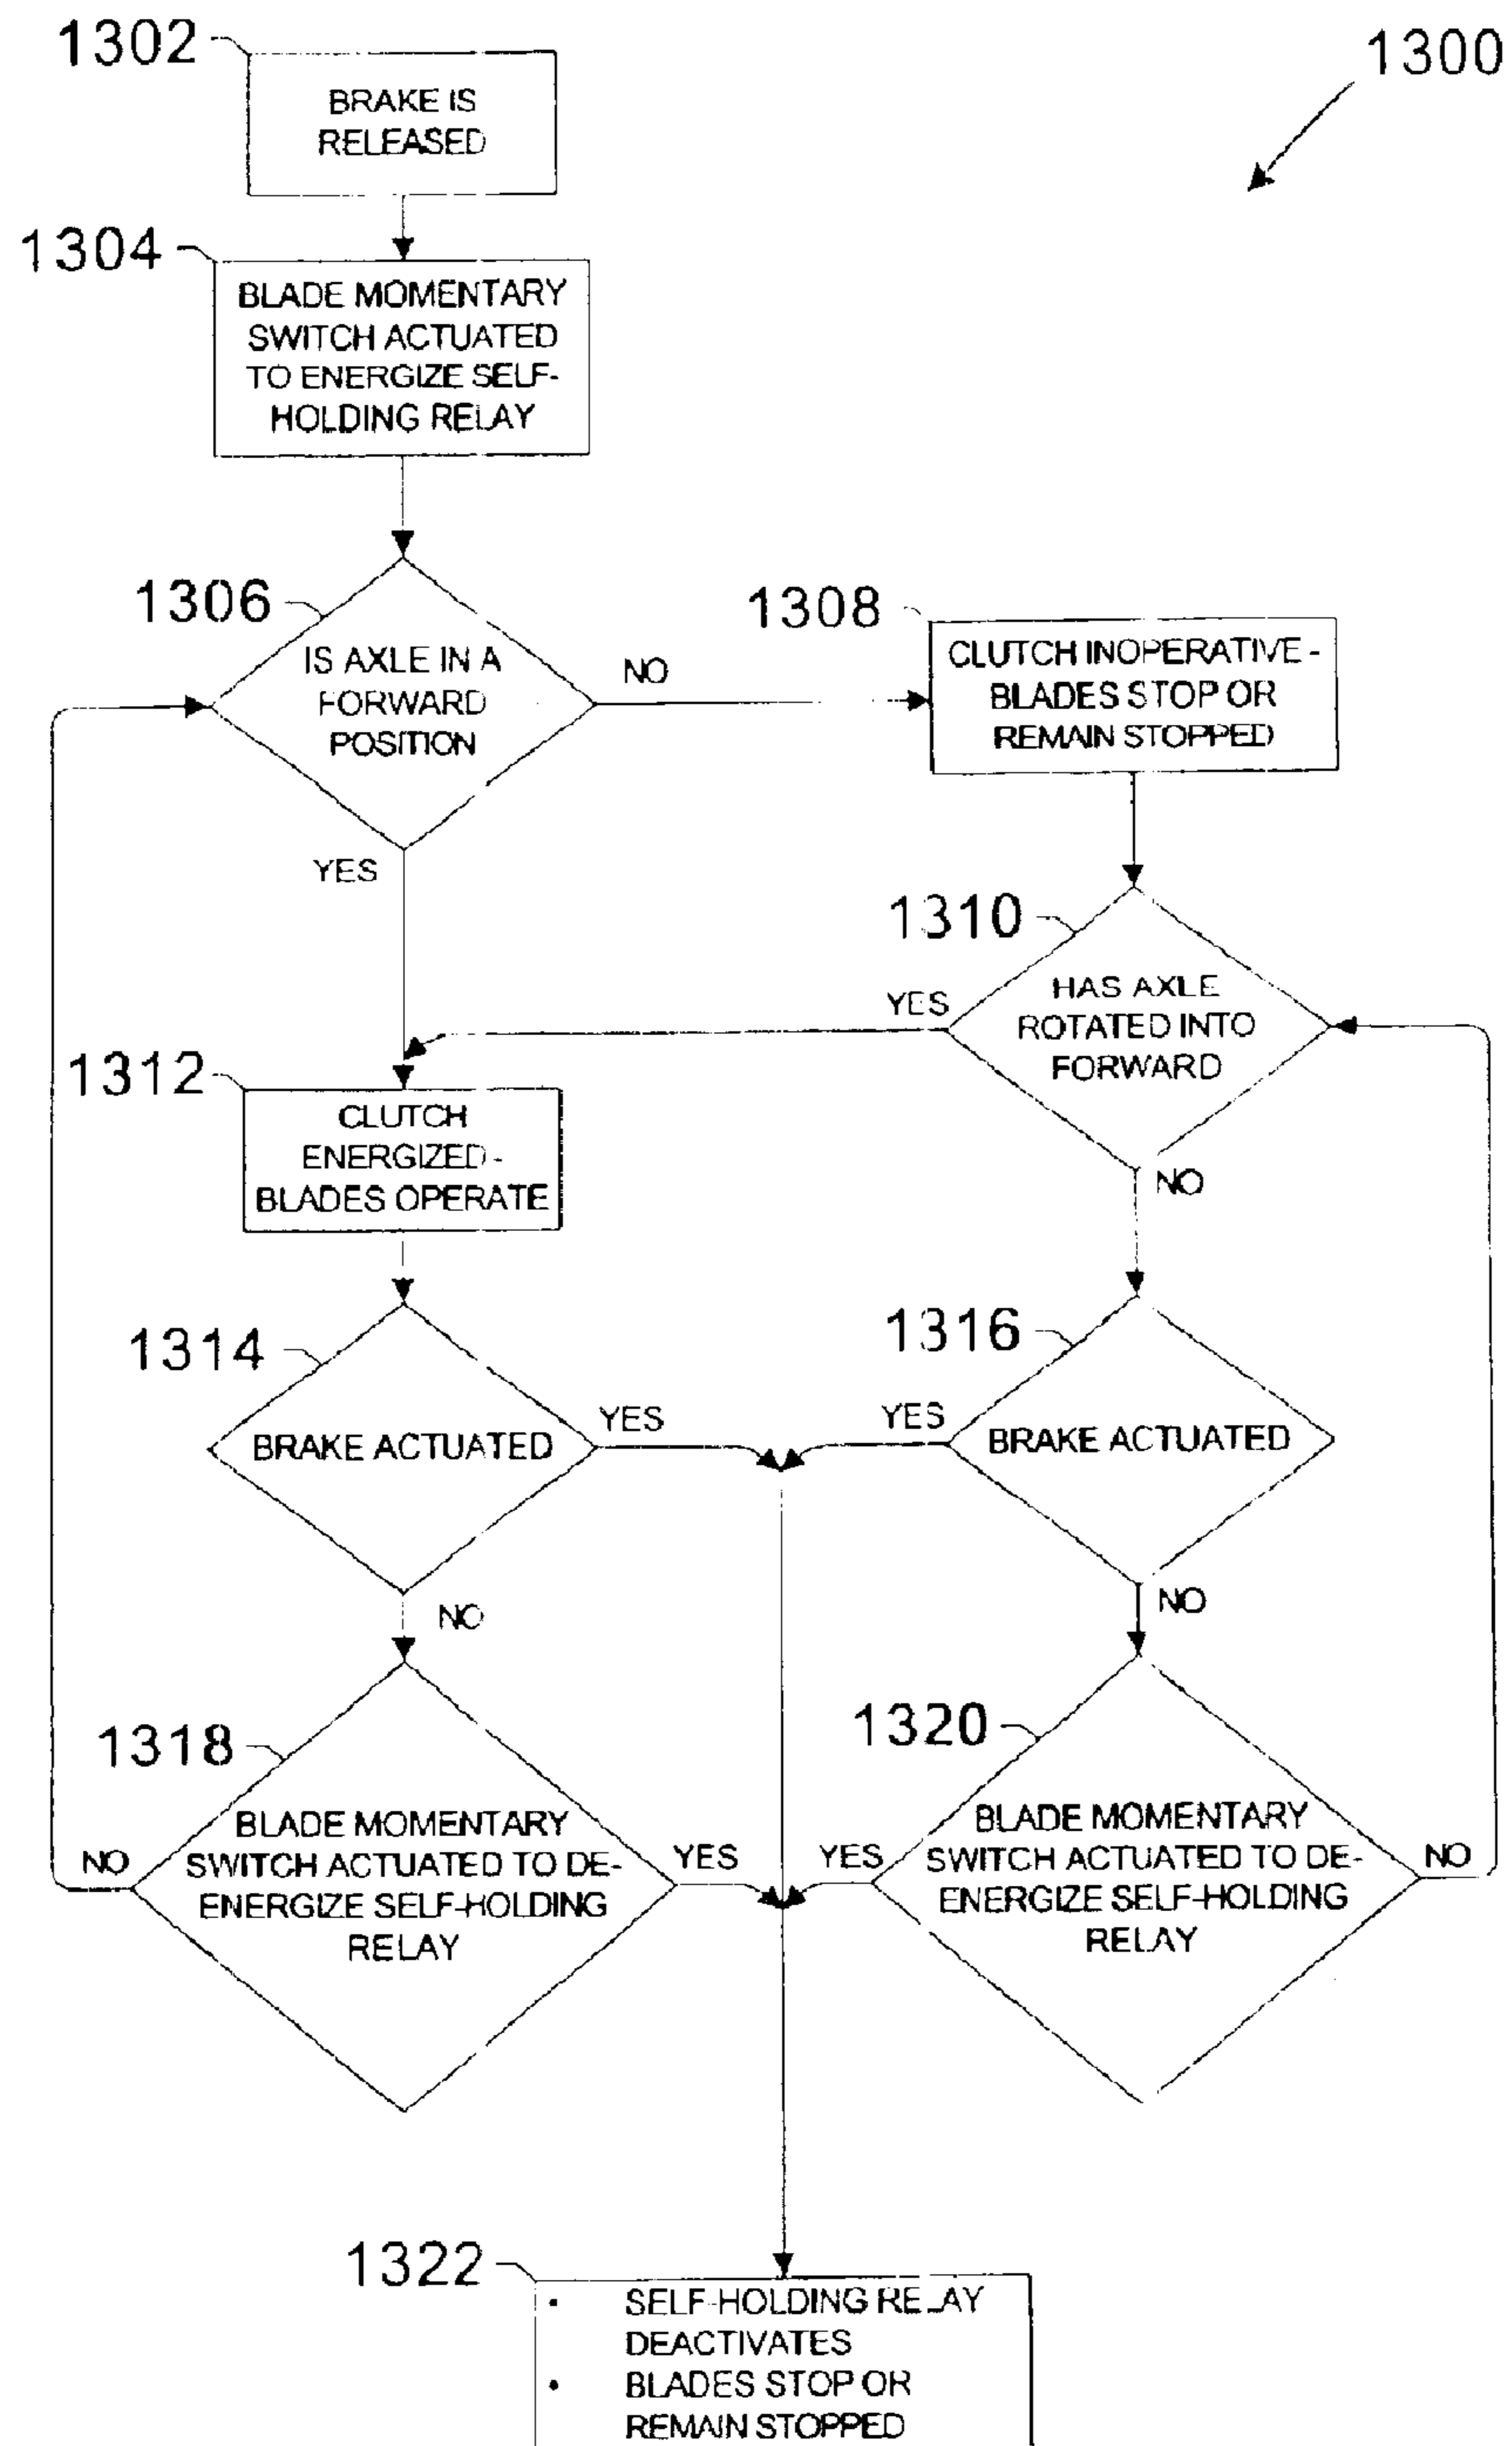 1302
1300
BRAKE IS
RELEASED
1304
BLADE MOMENTARY
SWITCH ACTUATED
TO ENERGIZE SELF-
HOLDING RELAY
1306
IS AXLE IN A
FORWARD
POSITION
NO
YES
1308
CLUTCH INOPERATIVE-
BLADES STOP OR
REMAIN STOPPED
1310
HAS AXLE
ROTATED INTO
FORWARD
YES
NO
1312
CLUTCH
ENERGIZED-
BLADES OPERATE
1314
BRAKE ACTUATED
YES
NO
1316
BRAKE ACTUATED
YES
NO
1318
BLADE MOMENTARY
SWITCH ACTUATED TO DE-
ENERGIZE SELF-HOLDING
RELAY
NO
YES
1320
BLADE MOMENTARY
SWITCH ACTUATED TO DE-
ENERGIZE SELF-HOLDING
RELAY
YES
NO
1322
• SELF-HOLDING RELAY
DEACTIVATES
• BLADES STOP OR
REMAIN STOPPED